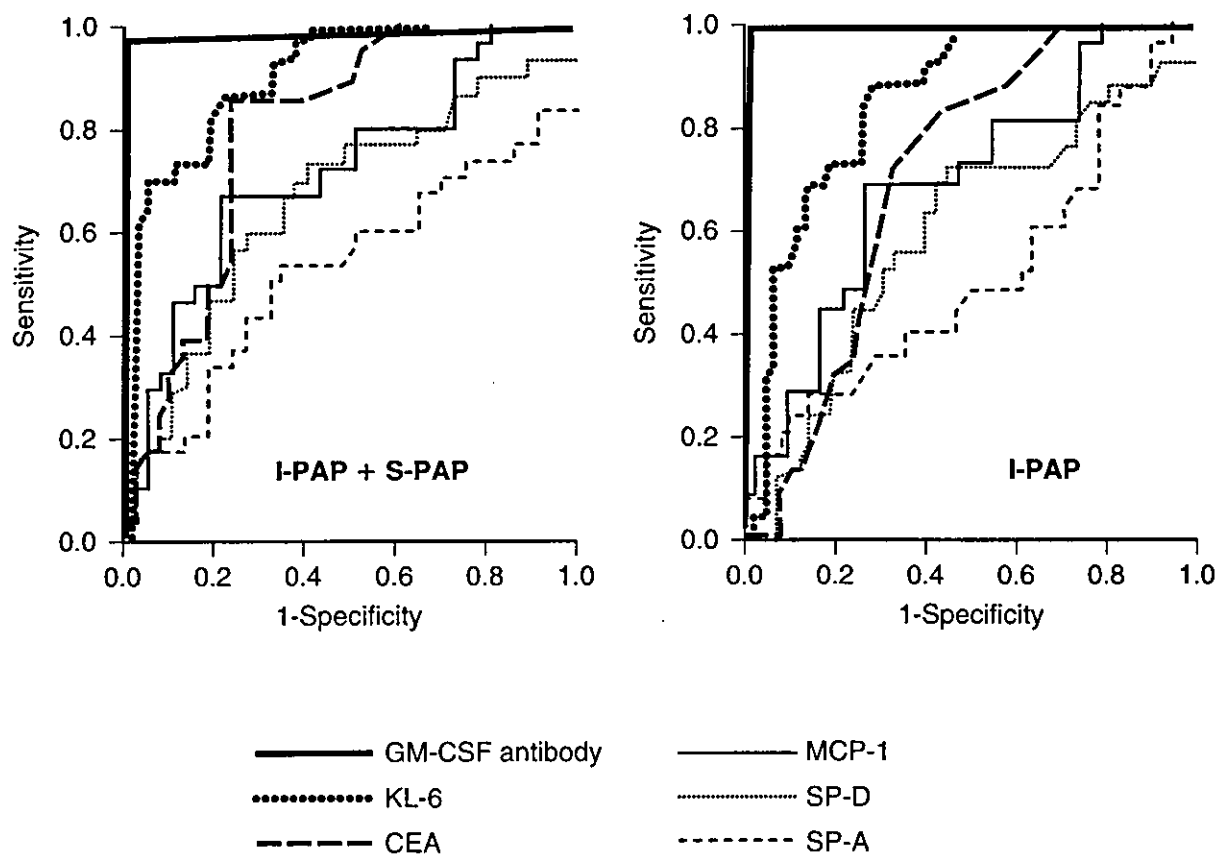 1.0
0.8
0.6
0.4
0.2
0.0
Sensitivity
I-PAP + S-PAP
0.0 0.2 0.4 0.6 0.8 1.0
1-Specificity
1.0
0.8
0.6
0.4
0.2
0.0
Sensitivity
I-PAP
0.0 0.2 0.4 0.6 0.8 1.0
1-Specificity
GM-CSF antibody
KL-6
CEA
MCP-1
SP-D
SP-A